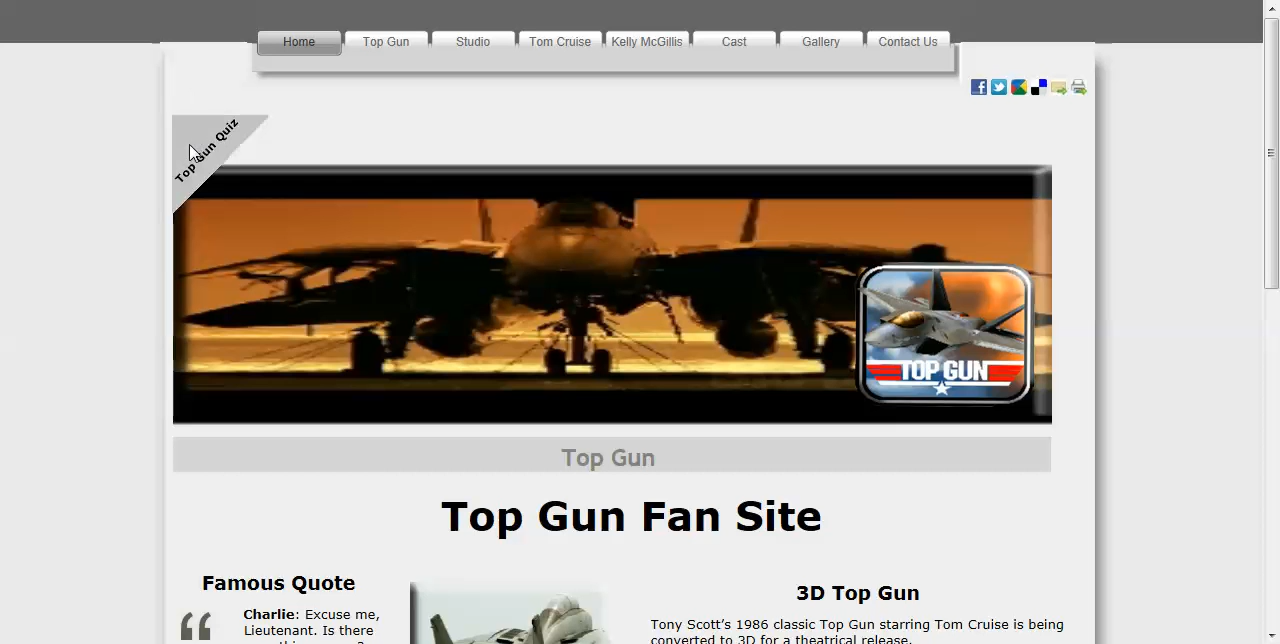 Home Top Gun Studio Tom Cruise Kelly McGillis Cast Gallery Contact Us
Top Gun Quiz
TOP GUN
Top Gun
Top Gun Fan Site
Famous Quote
Charlie: Excuse me,
Lieutenant. Is there
3D Top Gun
Tony Scott’s 1986 classic Top Gun starring Tom Cruise is being
converted to 3D for a theatrical release.